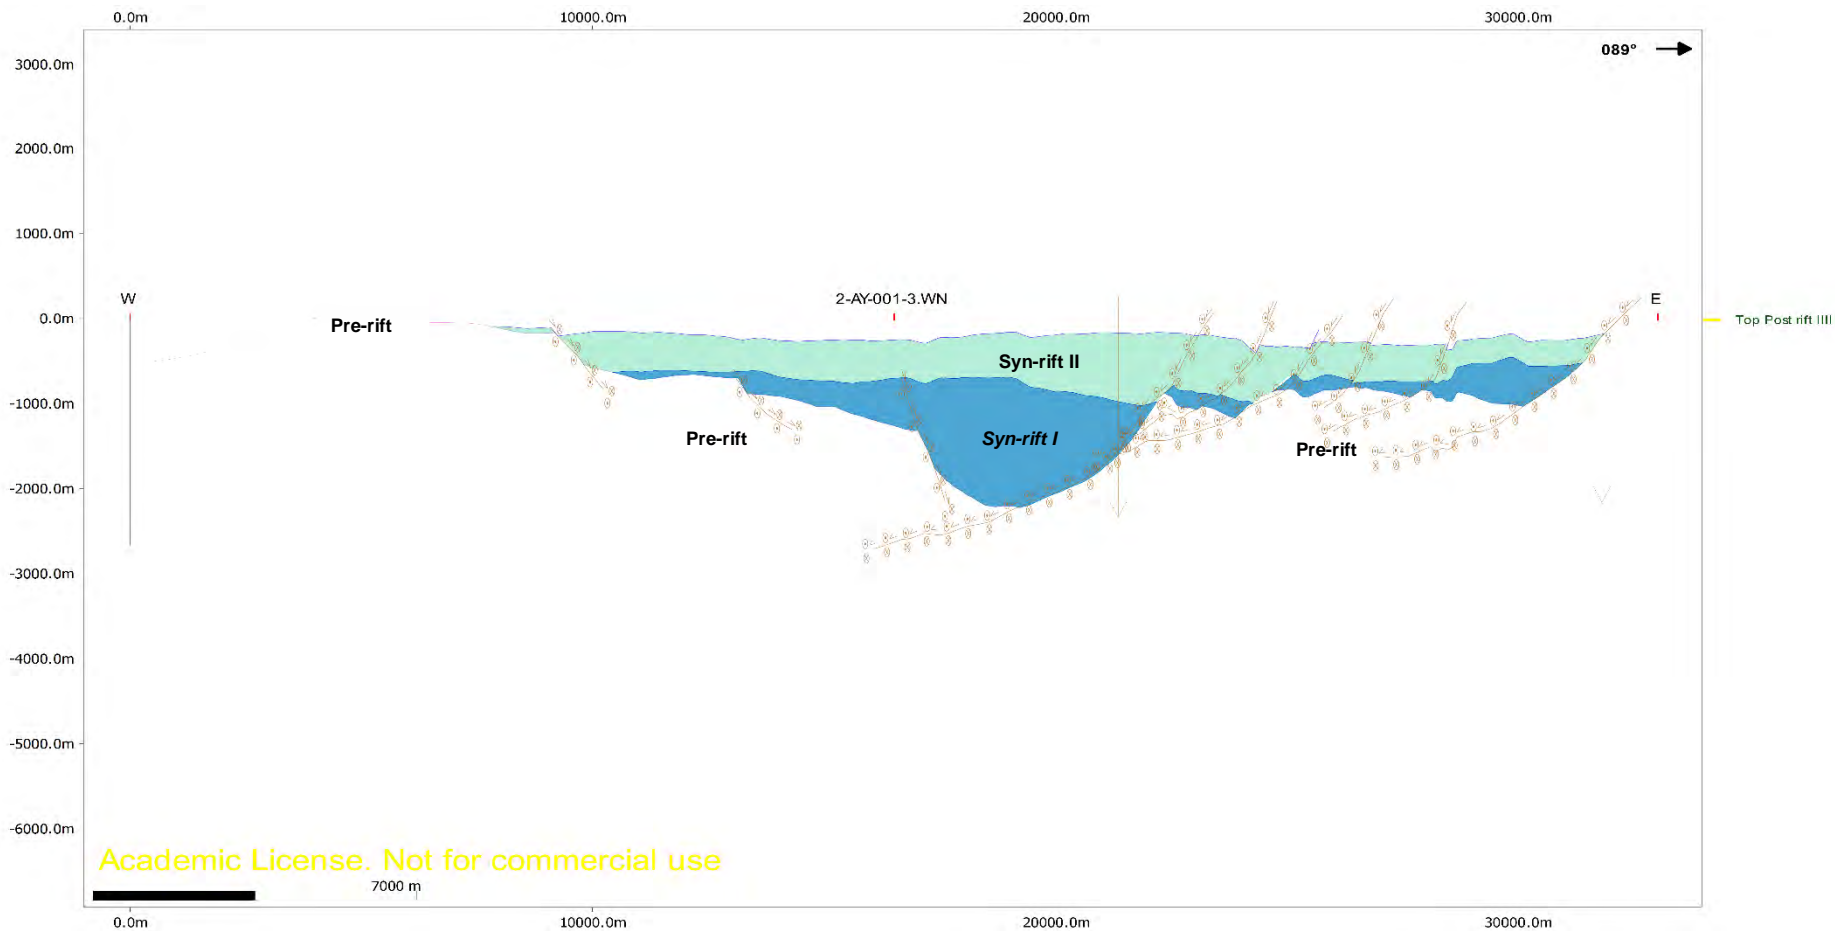 0.0m 10000.0m 20000.0m 30000.0m
089°
3000.0m
2000.0m
1000.0m
W 2-AY-001-3.WN E
0.0m Pre-rift Top Post rift IIII
Syn-rift II
-1000.0m
Pre-rift Syn-rift I Pre-rift
-2000.0m
-3000.0m
-4000.0m
-5000.0m
-6000.0m
Academic License. Not for commercial use
7000 m
0.0m 10000.0m 20000.0m 30000.0m